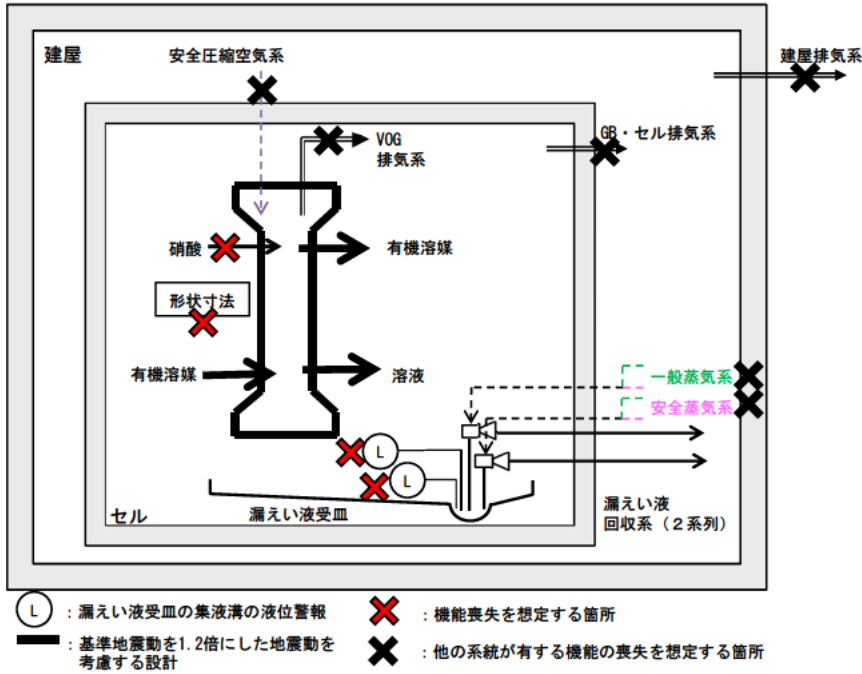 建屋
安全圧縮空気系
建屋排気系
VOG
排気系
GB・セル排気系
硝酸
有機溶媒
形状寸法
有機溶媒
溶液
一般蒸気系
安全蒸気系
L
L
セル
漏えい液受皿
漏えい液
回収系（２系列）
L
：漏えい液受皿の集液溝の液位警報
：機能喪失を想定する箇所
：基準地震動を1.2倍にした地震動を
考慮する設計
：他の系統が有する機能の喪失を想定する箇所